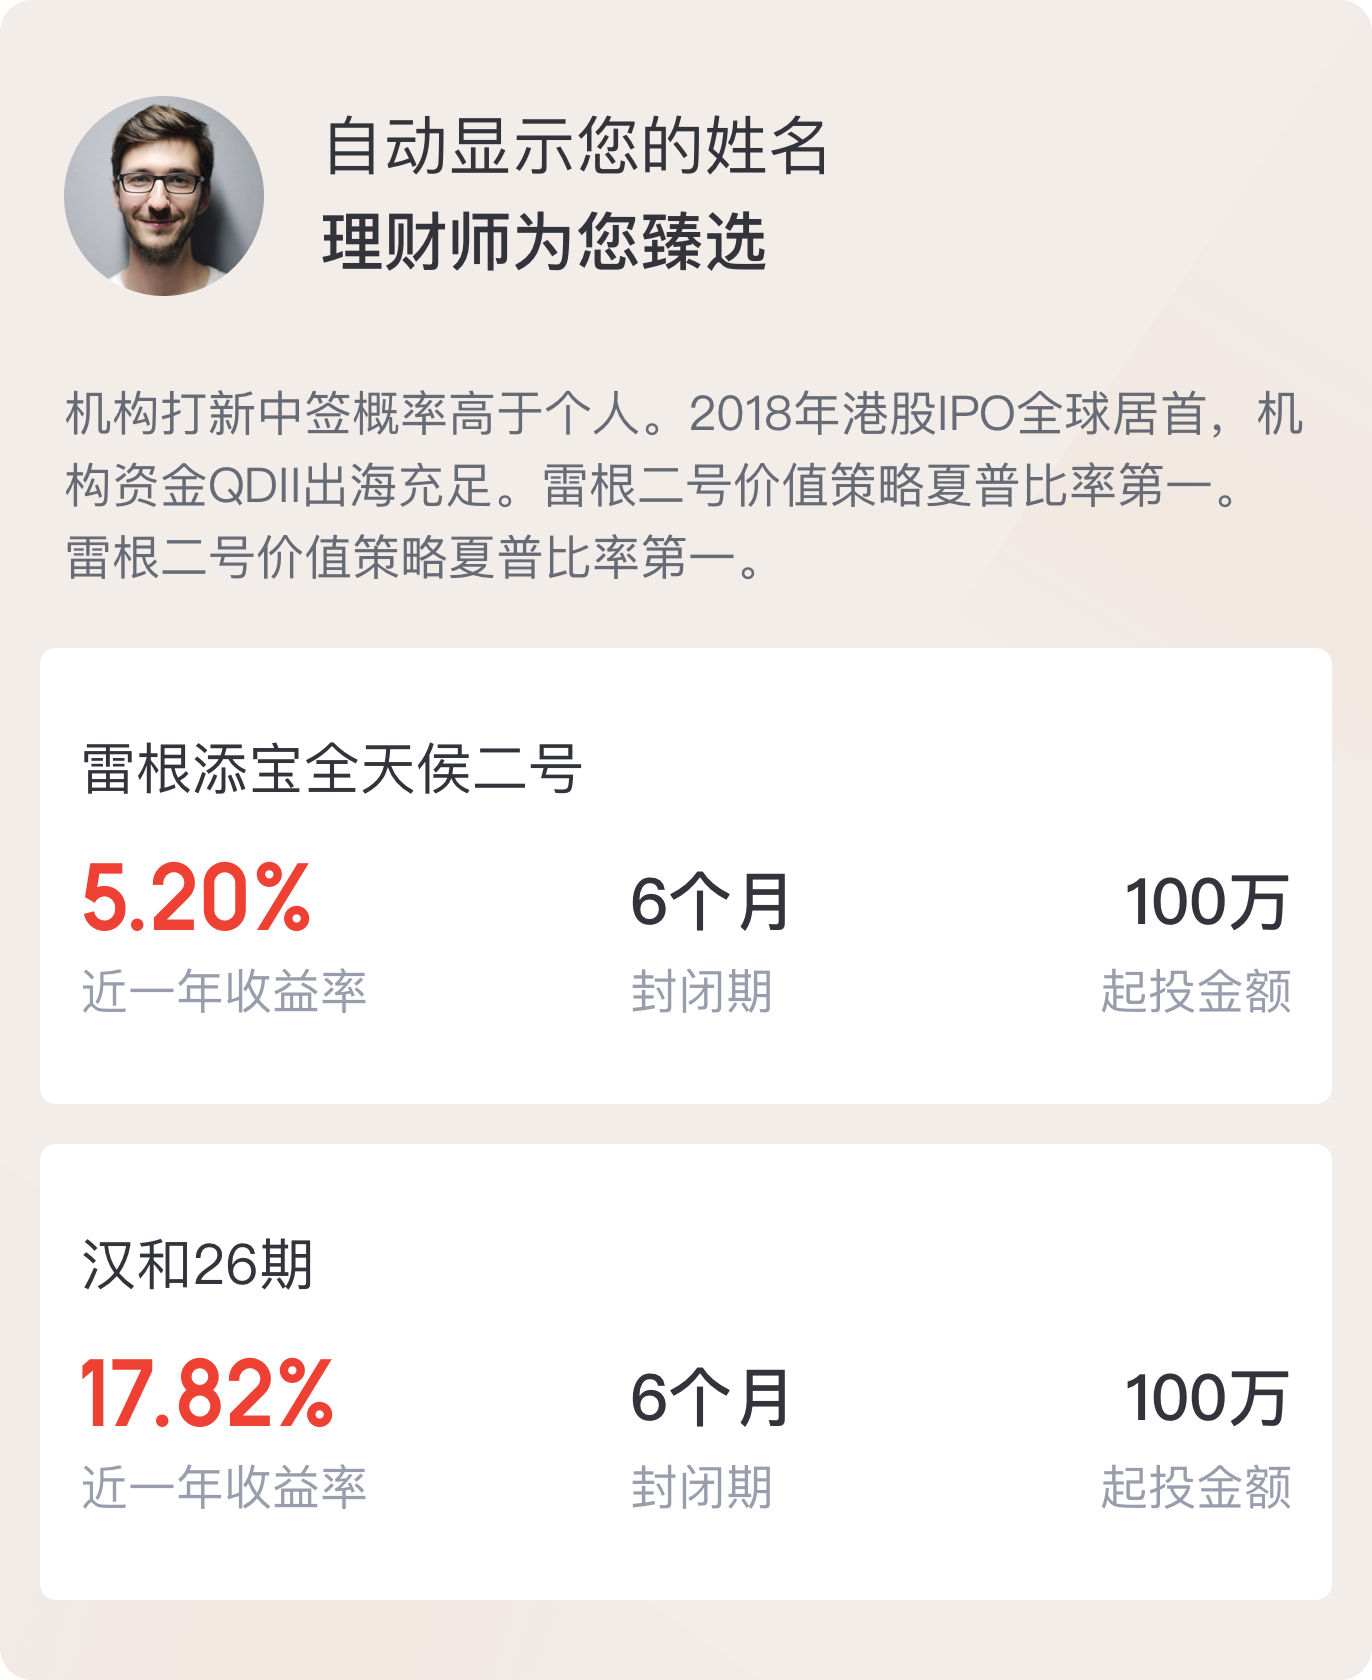 自动显示您的姓名
理财师为您臻选
机构打新中签概率高于个人。2018年港股IPO全球居首，机
构资金QDII出海充足。雷根二号价值策略夏普比率第一。
雷根二号价值策略夏普比率第一。
雷根添宝全天侯二号
5.20%
6个月
100万
近一年收益率
封闭期
起投金额
汉和26期
17.82%
6个月
100万
近一年收益率
封闭期
起投金额